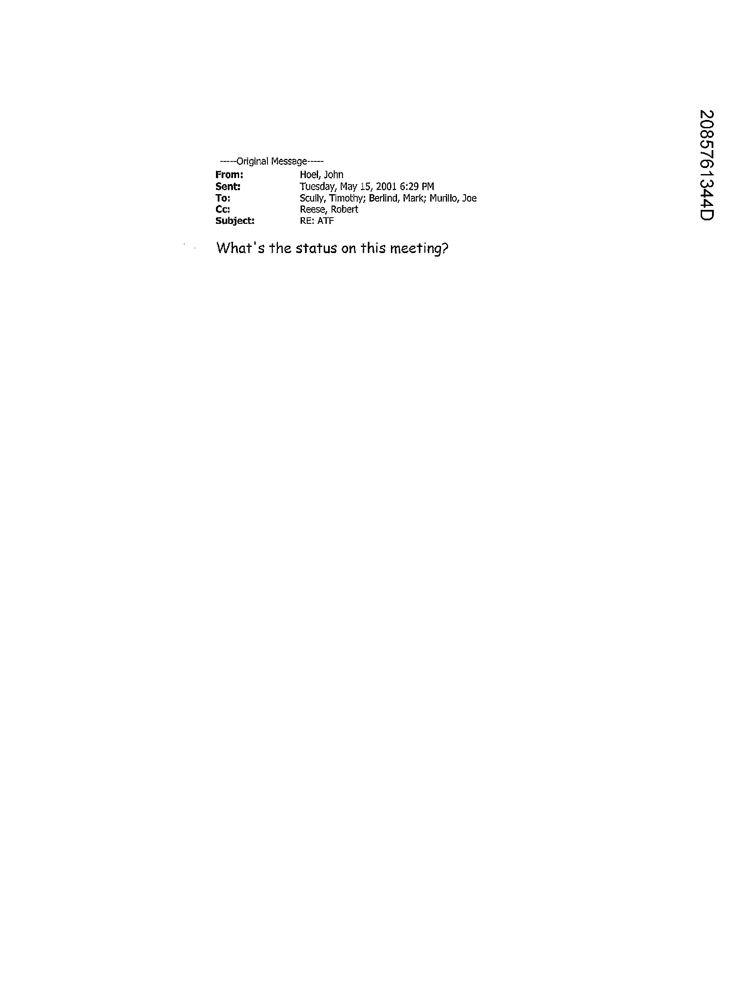 -----Original Message-----
From: Hoel, John
Sent: Tuesday, May 15, 2001 6:29 PM
To: Scully, Timothy; Berlind, Mark; Murillo, Joe
Cc: Reese, Robert
Subject: RE: ATF
What's the status on this meeting?
2085761344D